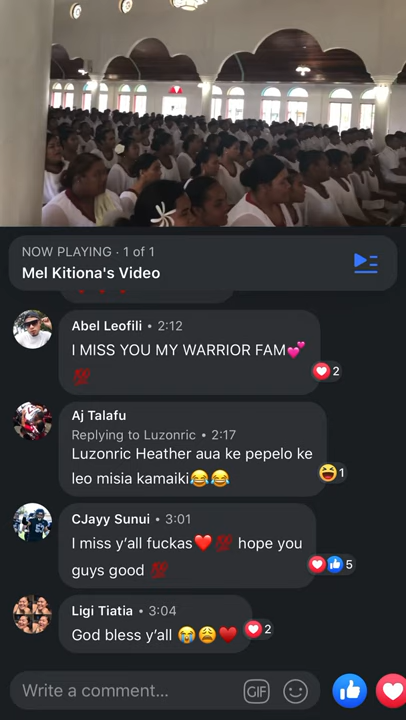 NOW PLAYING · 1 of 1
Mel Kitiona's Video
Abel Leofili • 2:12
I MISS YOU MY WARRIOR FAM💕
💯
2
Aj Talafu
Replying to Luzonric • 2:17
Luzonric Heather aua ke pepelo ke
leo misia kamaiki😂😂
1
CJayy Sunui • 3:01
I miss y'all fuckas❤️💯 hope you
guys good 💯
5
Ligi Tiatia • 3:04
God bless y'all 😭😩♥️
2
Write a comment...
GIF